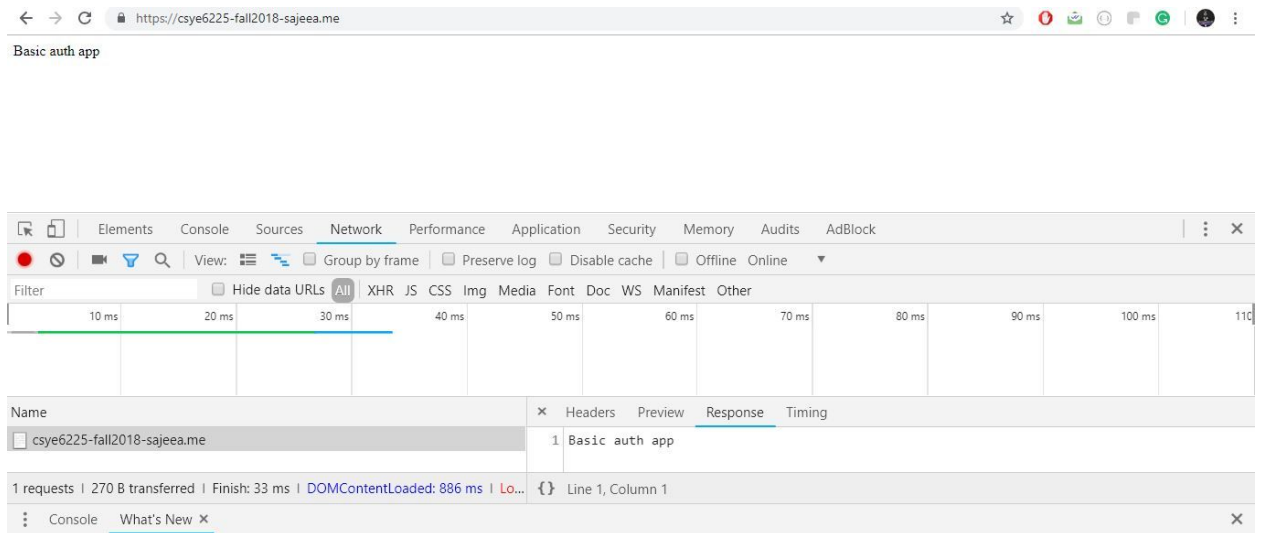 https://csye6225-fall2018-sajeea.me
Basic auth app
Elements Console Sources Network Performance Application Security Memory Audits AdBlock
View: Group by frame Preserve log Disable cache Offline Online
Filter Hide data URLs All XHR JS CSS Img Media Font Doc WS Manifest Other
10 ms 20 ms 30 ms 40 ms 50 ms 60 ms 70 ms 80 ms 90 ms 100 ms 110
Name × Headers Preview Response Timing
csye6225-fall2018-sajeea.me 1 Basic auth app
1 requests | 270 B transferred | Finish: 33 ms | DOMContentLoaded: 886 ms | Lo... {} Line 1, Column 1
Console What's New ×